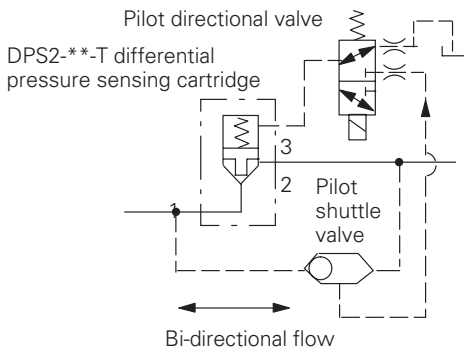 Pilot directional valve
DPS2-**-T differential
pressure sensing cartridge
3
2
1
Pilot
shuttle
valve
Bi-directional flow